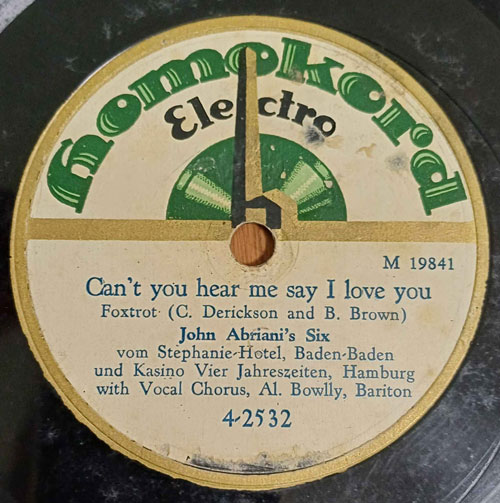 Homokord
Electro
M 19841
Can't you hear me say I love you
Foxtrot (C. Derickson and B. Brown)
John Abriani's Six
vom Stephanie-Hotel, Baden-Baden
und Kasino Vier Jahreszeiten, Hamburg
with Vocal Chorus, Al. Bowlly, Bariton
4-2532